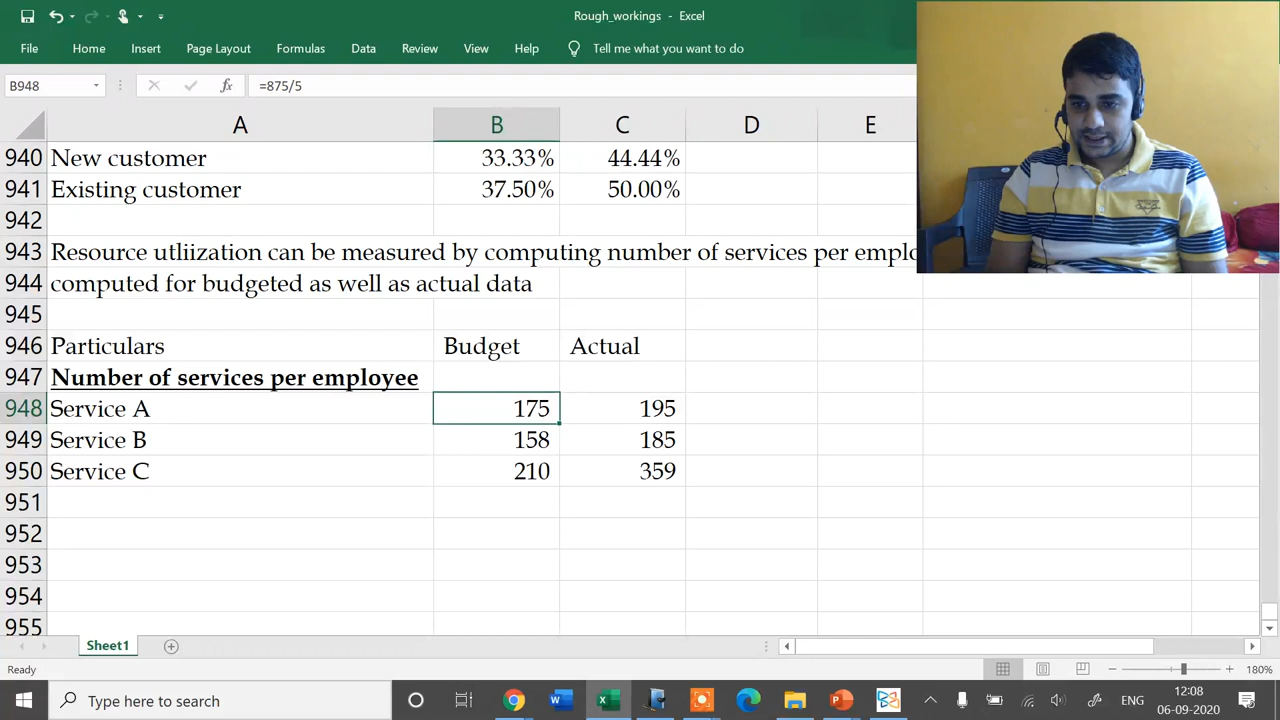 Rough_workings - Excel
File Home Insert Page Layout Formulas Data Review View Help Tell me what you want to do
B948 fx =875/5
A B C D E
940 New customer 33.33% 44.44%
941 Existing customer 37.50% 50.00%
942
943 Resource utliization can be measured by computing number of services per emplo
944 computed for budgeted as well as actual data
945
946 Particulars Budget Actual
947 Number of services per employee
948 Service A 175 195
949 Service B 158 185
950 Service C 210 359
951
952
953
954
955
Sheet1
Ready 180%
Type here to search ENG 12:08
06-09-2020